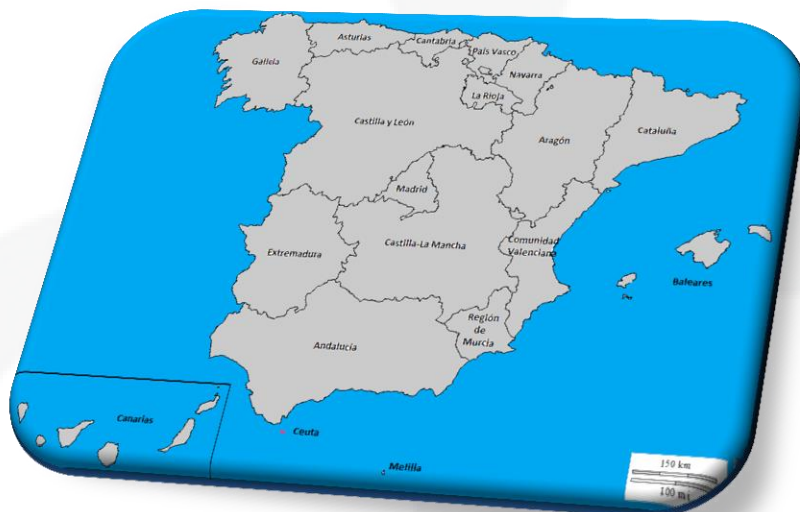 Asturias
Cantabria
País Vasco
Galicia
Navarra
La Rioja
Castilla y León
Aragón
Cataluña
Madrid
Extremadura
Castilla-La Mancha
Comunidad
Valenciana
Baleares
Región
de
Murcia
Andalucía
Canarias
Ceuta
Melilla
150 km
100 mi